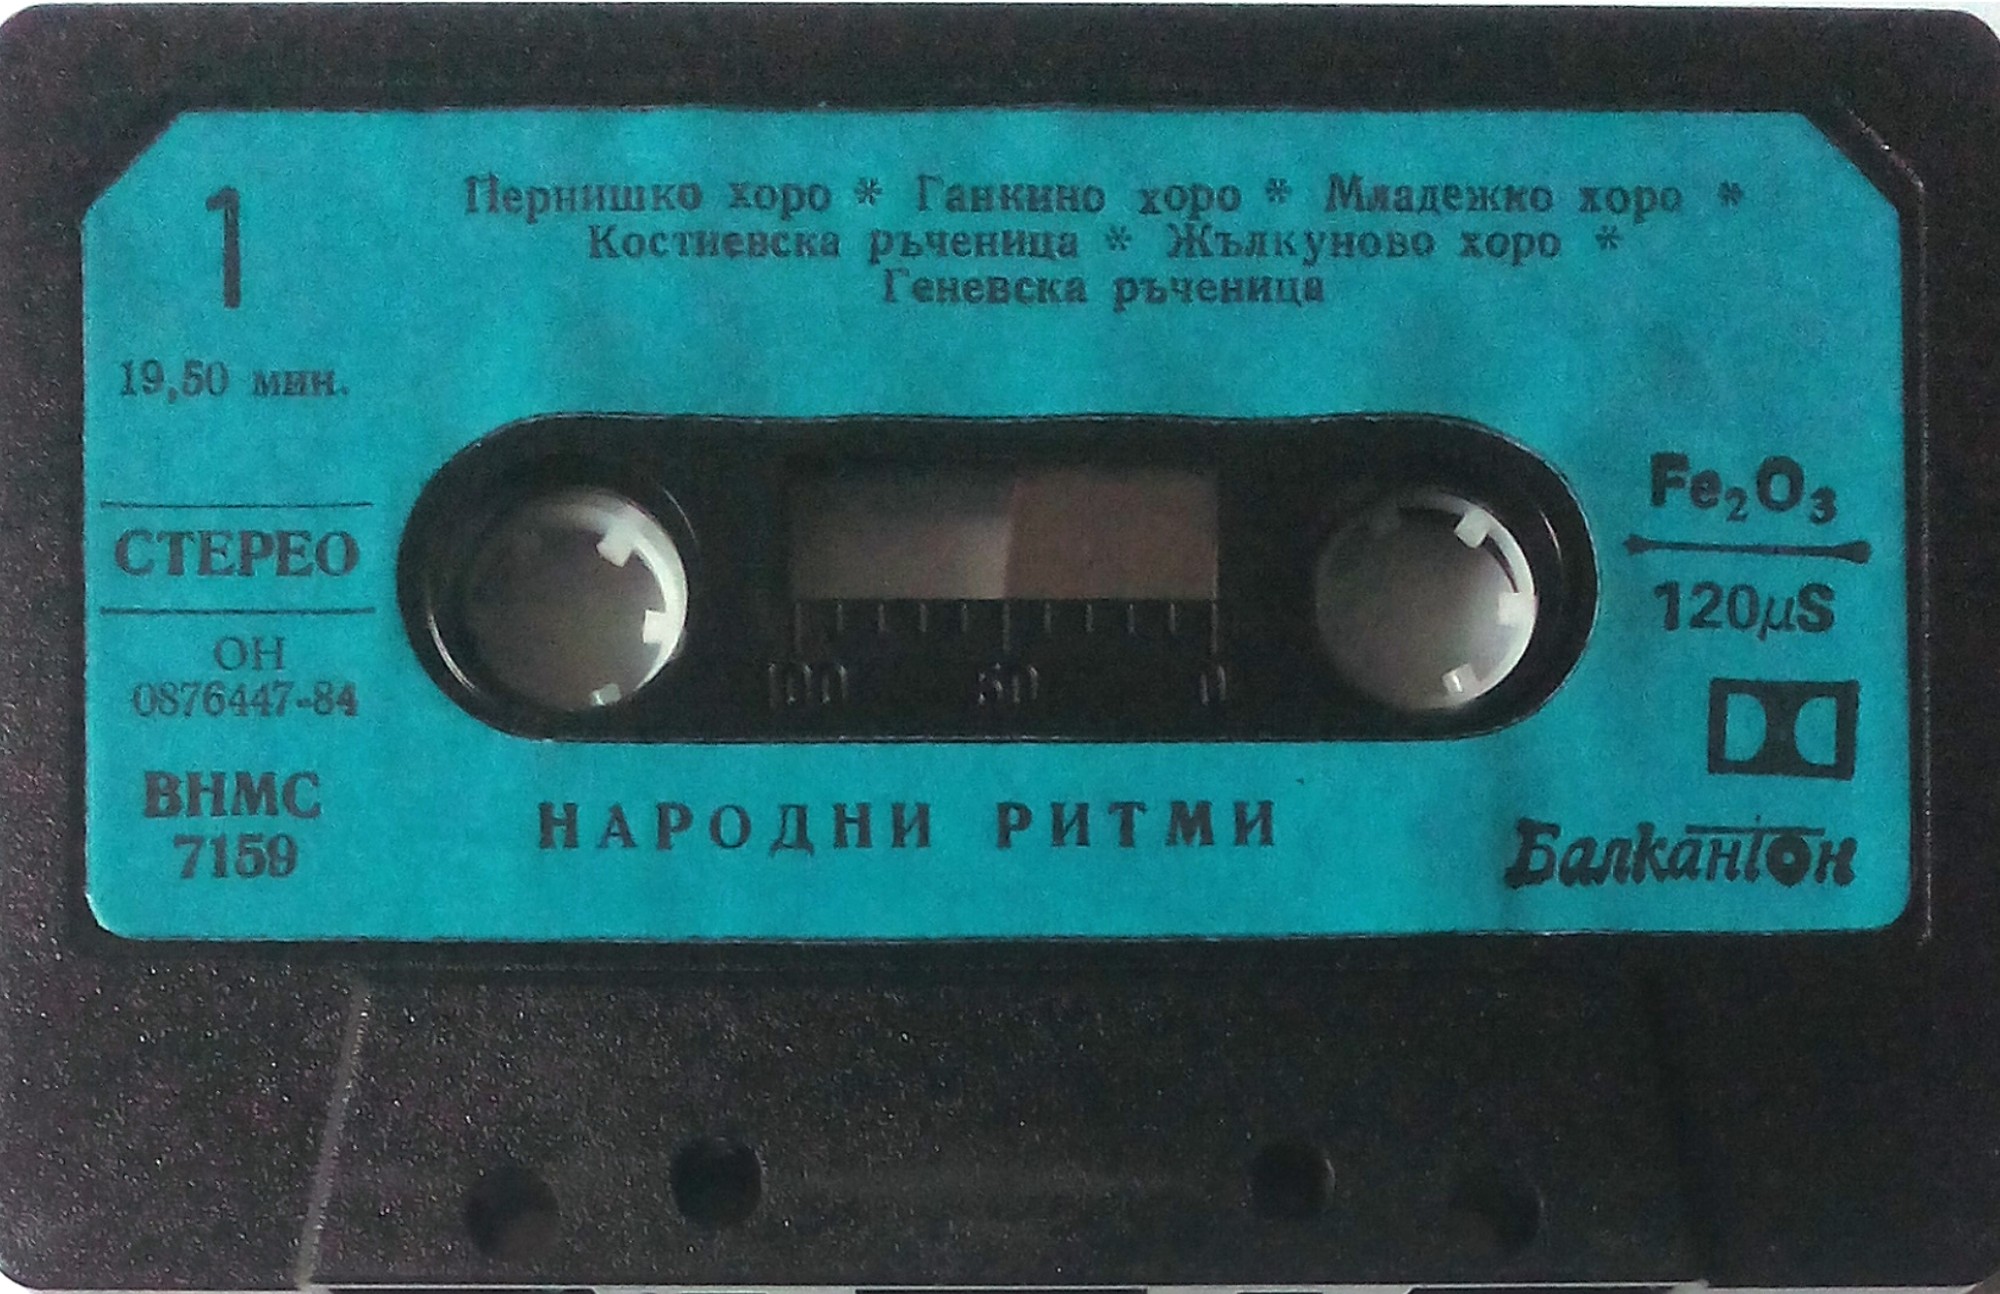 1
Пернишко хоро * Ганкино хоро * Младежко хоро *
Костиевска ръченица * Жълкуново хоро *
Геневска ръченица
19,50 мин.
СТЕРЕО
ОН
0876447-84
ВНМС
7159
100 50 0
Fe₂O₃
120μS
НАРОДНИ РИТМИ
Балкантон